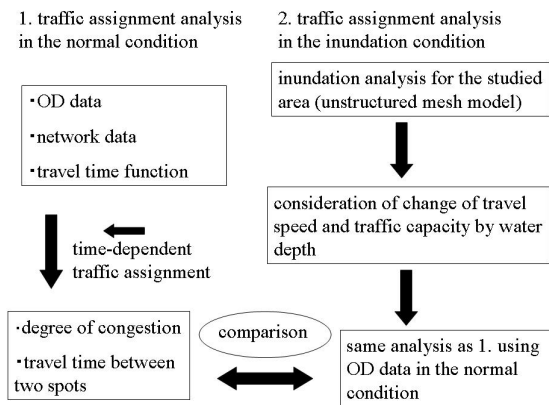 1. traffic assignment analysis
in the normal condition
・OD data
・network data
・travel time function
time-dependent
traffic assignment
・degree of congestion
・travel time between
two spots
comparison
2. traffic assignment analysis
in the inundation condition
inundation analysis for the studied
area (unstructured mesh model)
consideration of change of travel
speed and traffic capacity by water
depth
same analysis as 1. using
OD data in the normal
condition